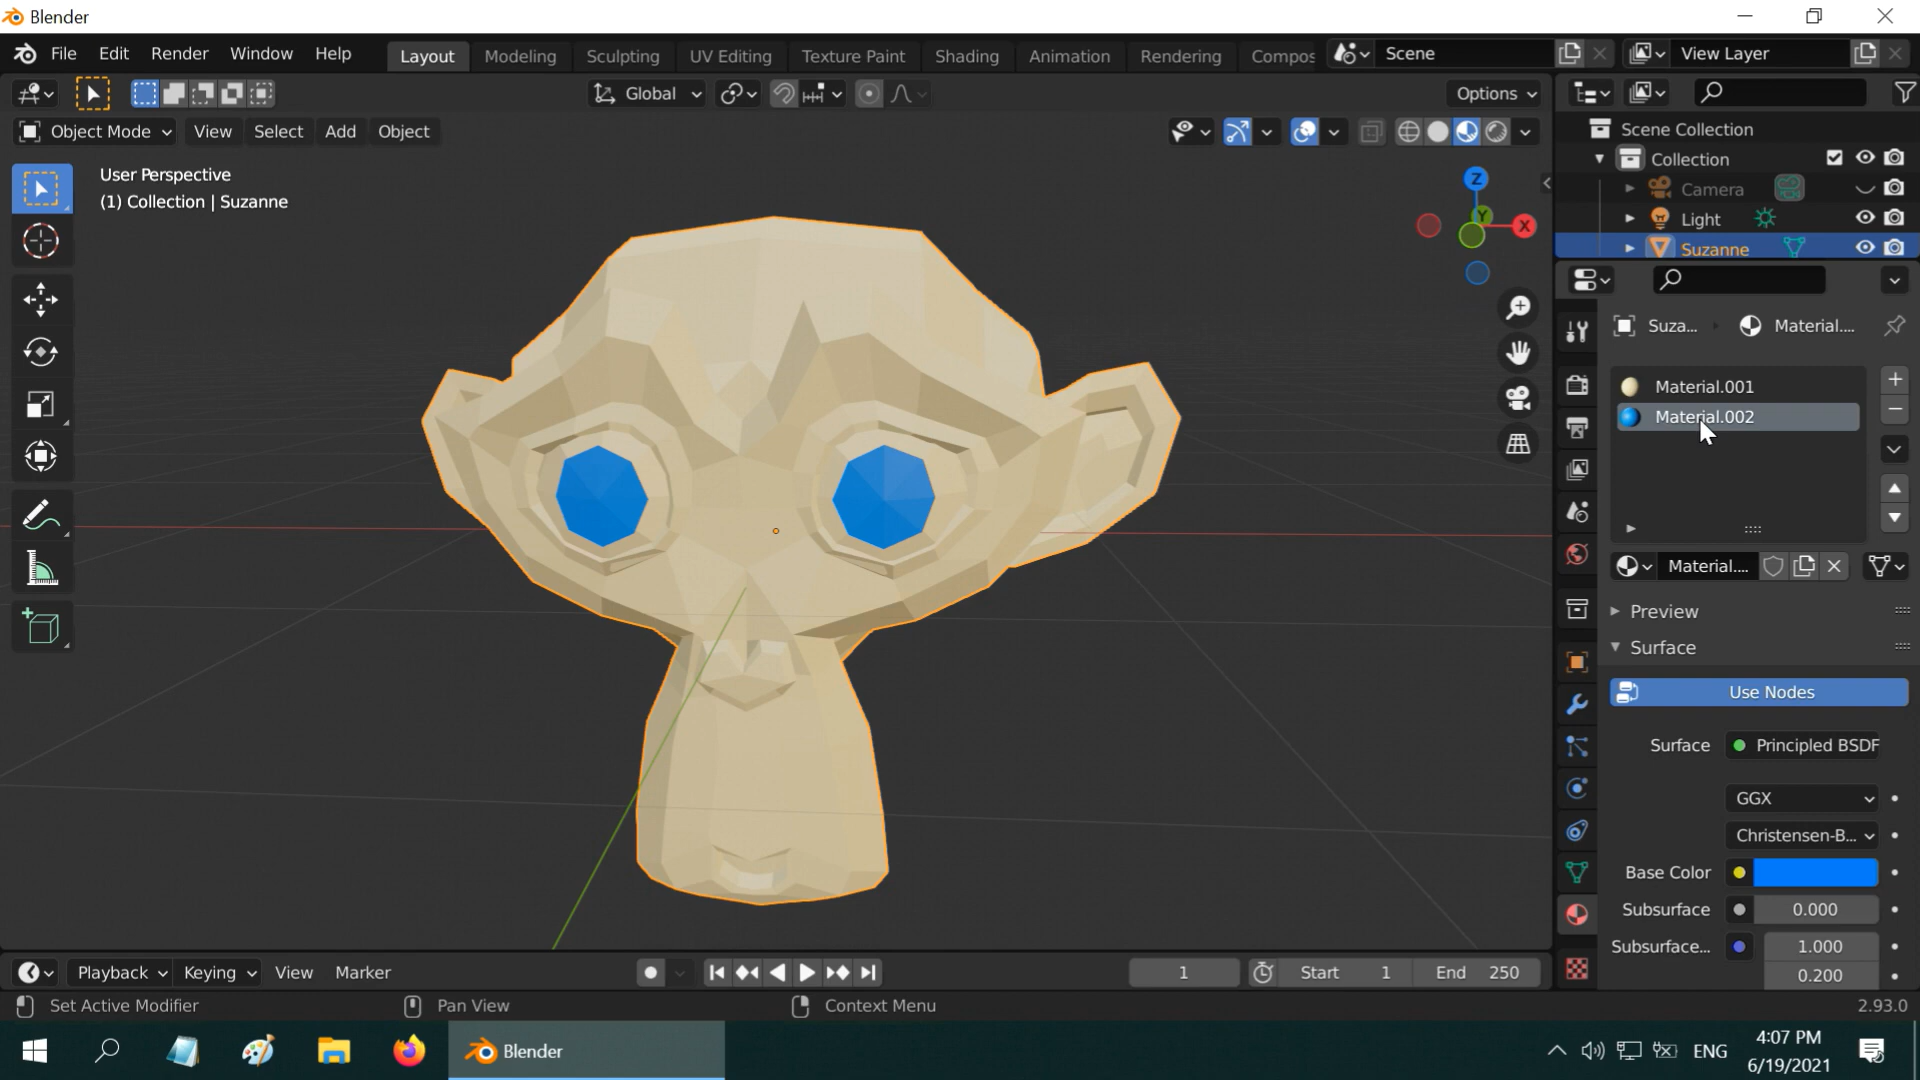 Blender
File Edit Render Window Help Layout Modeling Sculpting UV Editing Texture Paint Shading Animation Rendering Compos Scene View Layer
Global Options
Object Mode View Select Add Object
User Perspective
(1) Collection | Suzanne
Z
Y
X
Scene Collection
Collection
Camera
Light
Suzanne
Suza... Material....
Material.001
Material.002
Material....
Preview
Surface
Use Nodes
Surface Principled BSDF
GGX
Christensen-B...
Base Color
Subsurface 0.000
Subsurface... 1.000
0.200
Playback Keying View Marker 1 Start 1 End 250
Set Active Modifier Pan View Context Menu 2.93.0
Blender ENG 4:07 PM
6/19/2021